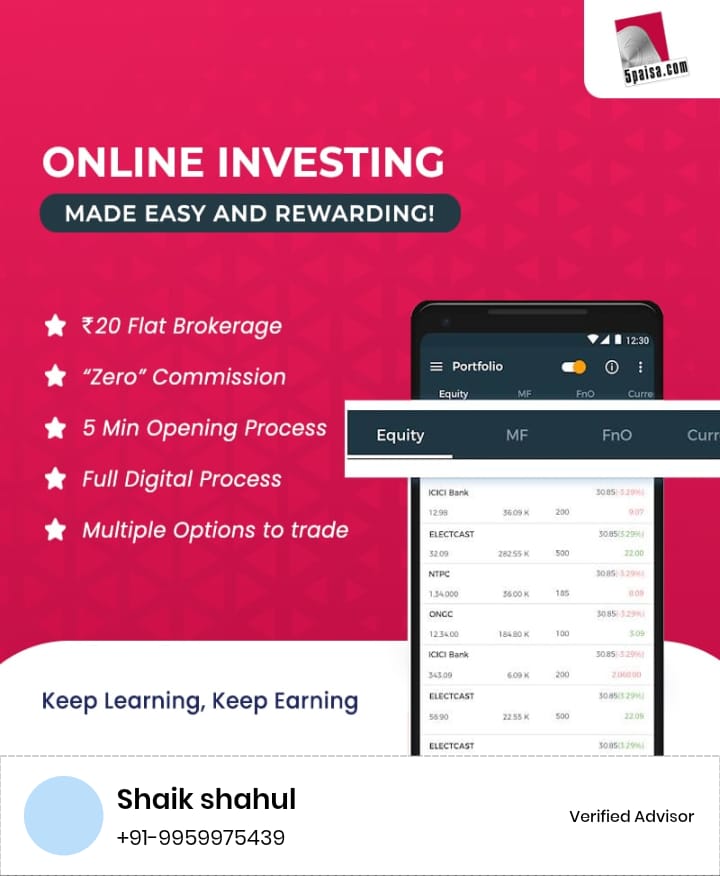 5paisa.com
ONLINE INVESTING
MADE EASY AND REWARDING!
₹20 Flat Brokerage
“Zero” Commission
5 Min Opening Process
Full Digital Process
Multiple Options to trade
12:30
Portfolio
Equity MF FnO Curre
Equity MF FnO Curr
ICICI Bank 30.85(-3.29%)
12.98 36.09 K 200 9.07
ELECTCAST 30.85(3.29%)
32.09 282.55 K 500 22.00
NTPC 30.85(-3.29%)
1,34.000 36.00 K 185 8.09
ONGC 30.85(-3.29%)
12,34.00 184.80 K 100 3.09
ICICI Bank 30.85(-3.29%)
343.09 6.09 K 200 2,060.00
ELECTCAST 30.85(3.29%)
56.90 22.55 K 500 22.09
ELECTCAST 30.85(3.29%)
Keep Learning, Keep Earning
Shaik shahul
+91-9959975439
Verified Advisor